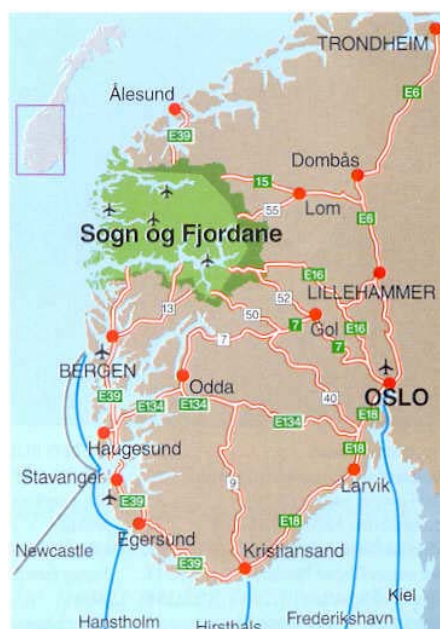 TRONDHEIM
Ålesund
E6
E39
Dombås
15
Lom
55
E6
Sogn og Fjordane
E16
LILLEHAMMER
13
52
50
7
Gol
E16
7
7
BERGEN
Odda
OSLO
E39
E134
E134
40
E18
E134
Haugesund
E18
Stavanger
9
Larvik
E39
E18
Newcastle
Egersund
Kristiansand
E39
Kiel
Hanstholm
Hirsthals
Frederikshavn